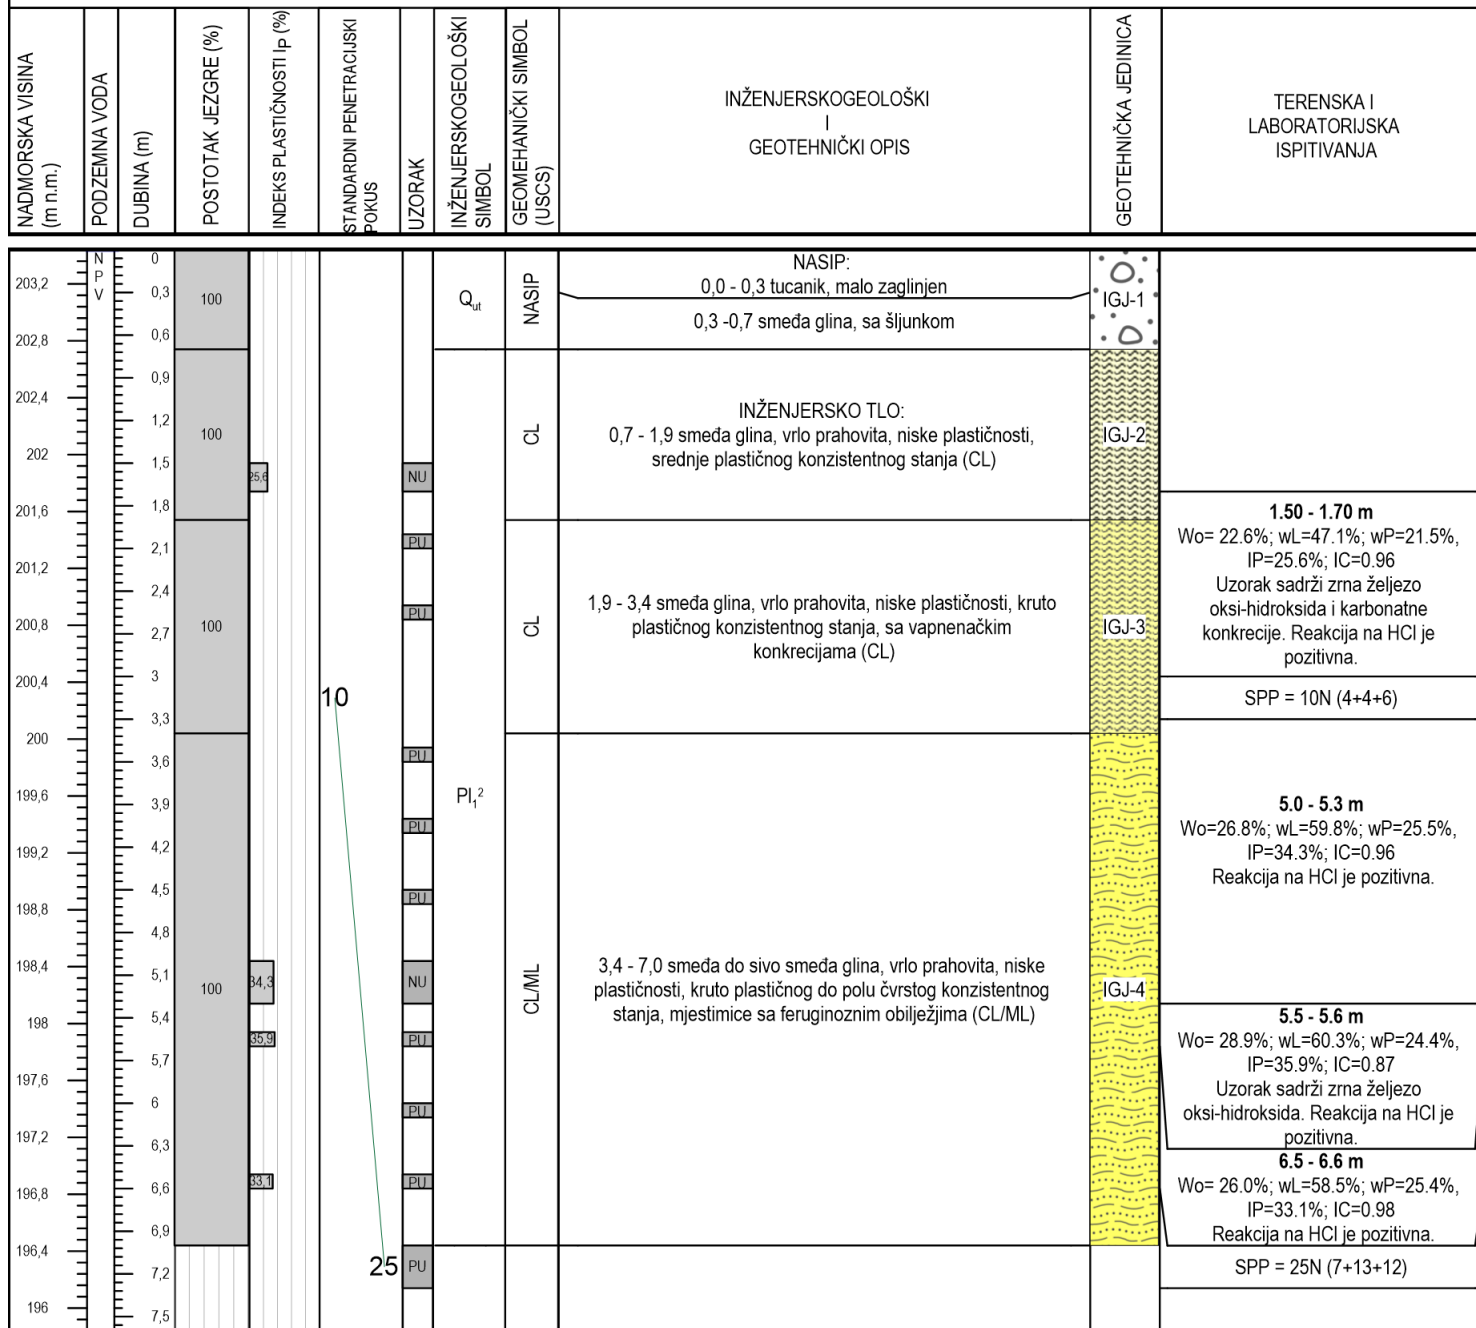 NADMORSKA VISINA
(m n.m.)
PODZEMNA VODA
DUBINA (m)
POSTOTAK JEZGRE (%)
INDEKS PLASTIČNOSTI Ip (%)
STANDARDNI PENETRACIJSKI
POKUS
UZORAK
INŽENJERSKOGEOLOŠKI
SIMBOL
GEOMEHANIČKI SIMBOL
(USCS)
INŽENJERSKOGEOLOŠKI
I
GEOTEHNIČKI OPIS
GEOTEHNIČKA JEDINICA
TERENSKA I
LABORATORIJSKA
ISPITIVANJA
203,2
202,8
202,4
202
201,6
201,2
200,8
200,4
200
199,6
199,2
198,8
198,4
198
197,6
197,2
196,8
196,4
196
N
P
V
0
0,3
0,6
0,9
1,2
1,5
1,8
2,1
2,4
2,7
3
3,3
3,6
3,9
4,2
4,5
4,8
5,1
5,4
5,7
6
6,3
6,6
6,9
7,2
7,5
100
100
100
100
25,6
34,3
35,9
33,1
10
25
NU
PU
PU
PU
PU
PU
NU
PU
PU
PU
PU
Qut
Pl₁²
NASIP
CL
CL
CL/ML
NASIP:
0,0 - 0,3 tucanik, malo zaglinjen
0,3 -0,7 smeđa glina, sa šljunkom
INŽENJERSKO TLO:
0,7 - 1,9 smeđa glina, vrlo prahovita, niske plastičnosti,
srednje plastičnog konzistentnog stanja (CL)
1,9 - 3,4 smeđa glina, vrlo prahovita, niske plastičnosti, kruto
plastičnog konzistentnog stanja, sa vapnenačkim
konkrecijama (CL)
3,4 - 7,0 smeđa do sivo smeđa glina, vrlo prahovita, niske
plastičnosti, kruto plastičnog do polu čvrstog konzistentnog
stanja, mjestimice sa feruginoznim obilježjima (CL/ML)
IGJ-1
IGJ-2
IGJ-3
IGJ-4
1.50 - 1.70 m
Wo= 22.6%; wL=47.1%; wP=21.5%,
IP=25.6%; IC=0.96
Uzorak sadrži zrna željezo
oksi-hidroksida i karbonatne
konkrecije. Reakcija na HCl je
pozitivna.
SPP = 10N (4+4+6)
5.0 - 5.3 m
Wo=26.8%; wL=59.8%; wP=25.5%,
IP=34.3%; IC=0.96
Reakcija na HCl je pozitivna.
5.5 - 5.6 m
Wo= 28.9%; wL=60.3%; wP=24.4%,
IP=35.9%; IC=0.87
Uzorak sadrži zrna željezo
oksi-hidroksida. Reakcija na HCl je
pozitivna.
6.5 - 6.6 m
Wo= 26.0%; wL=58.5%; wP=25.4%,
IP=33.1%; IC=0.98
Reakcija na HCl je pozitivna.
SPP = 25N (7+13+12)